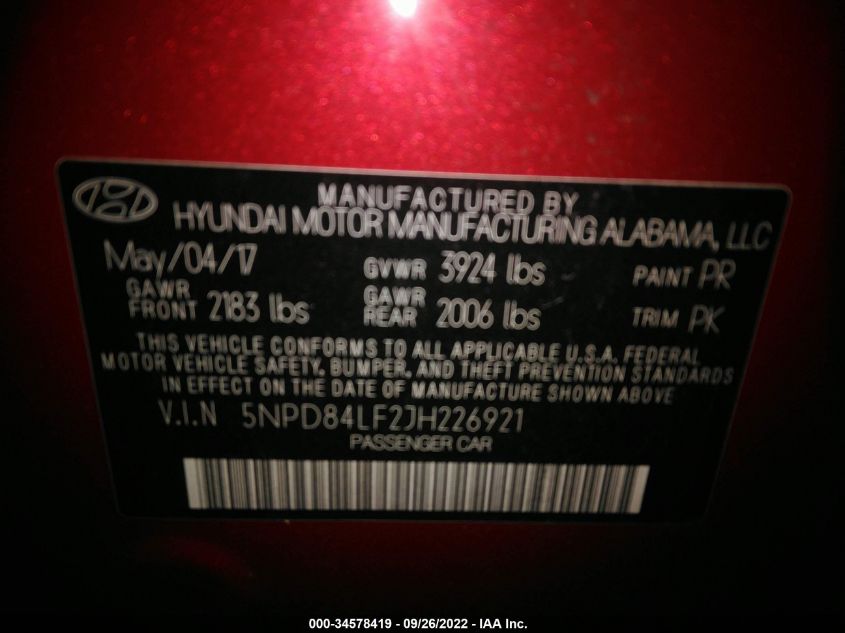 MANUFACTURED BY
HYUNDAI MOTOR MANUFACTURING ALABAMA, LLC
May/04/17 GVWR 3924 lbs PAINT PR
GAWR FRONT 2183 lbs GAWR REAR 2006 lbs TRIM PK
THIS VEHICLE CONFORMS TO ALL APPLICABLE U.S.A. FEDERAL
MOTOR VEHICLE SAFETY, BUMPER, AND THEFT PREVENTION STANDARDS
IN EFFECT ON THE DATE OF MANUFACTURE SHOWN ABOVE
V.I.N 5NPD84LF2JH226921
PASSENGER CAR
000-34578419 - 09/26/2022 - IAA Inc.